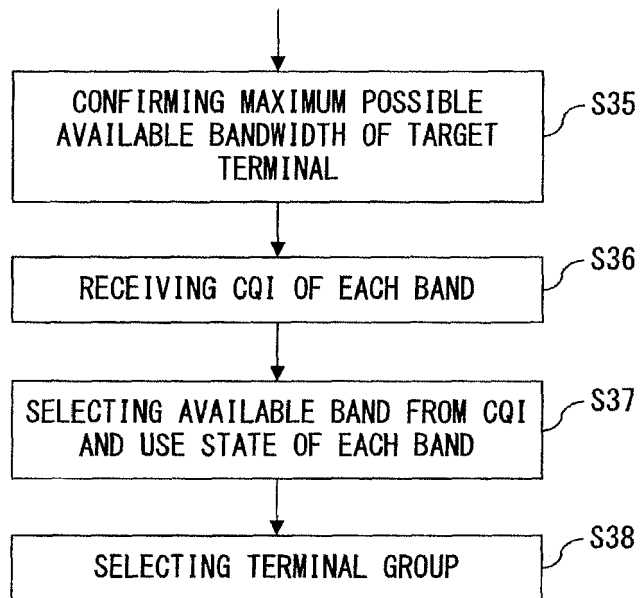 CONFIRMING MAXIMUM POSSIBLE
AVAILABLE BANDWIDTH OF TARGET
TERMINAL
S35
RECEIVING CQI OF EACH BAND
S36
SELECTING AVAILABLE BAND FROM CQI
AND USE STATE OF EACH BAND
S37
SELECTING TERMINAL GROUP
S38